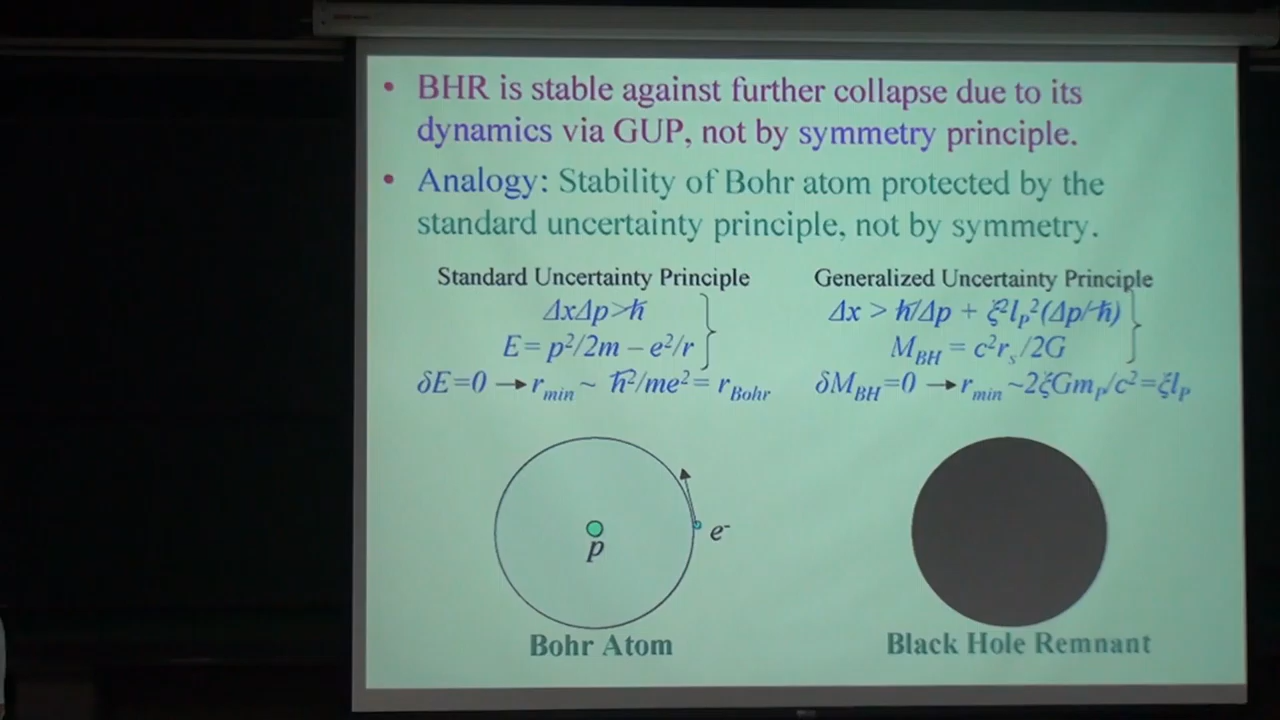 • BHR is stable against further collapse due to its
dynamics via GUP, not by symmetry principle.
• Analogy: Stability of Bohr atom protected by the
standard uncertainty principle, not by symmetry.
Standard Uncertainty Principle
ΔxΔp>ħ
E= p²/2m – e²/r
δE=0 → r_min ~ ħ²/me² = r_Bohr
Generalized Uncertainty Principle
Δx > ħ/Δp + ξ²l_P²(Δp/ħ)
M_BH = c²r_s/2G
δM_BH=0 → r_min ~2ξGm_P/c²=ξl_P
p
e⁻
Bohr Atom
Black Hole Remnant